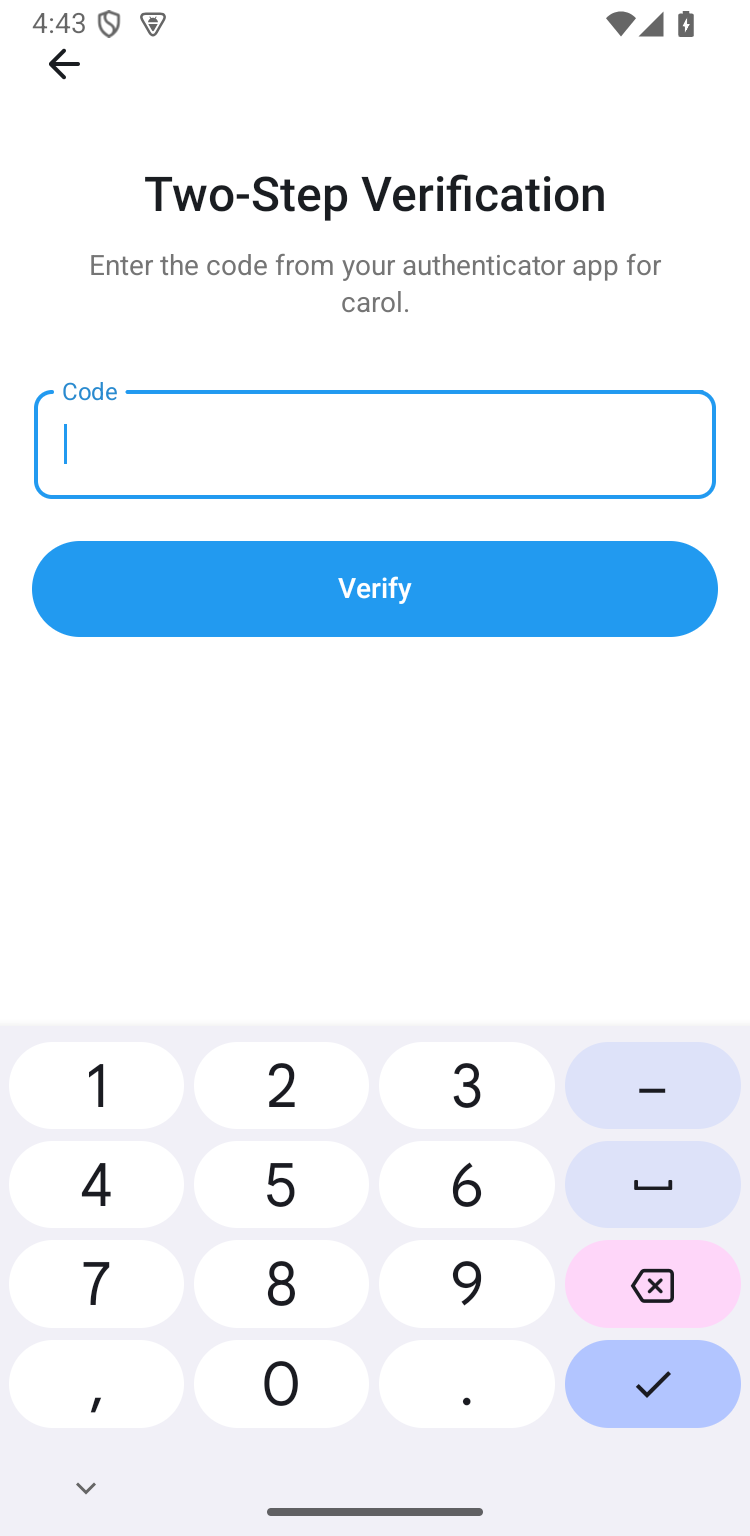 4:43
Two-Step Verification
Enter the code from your authenticator app for
carol.
Code
Verify
1 2 3 –
4 5 6
7 8 9
, 0 .